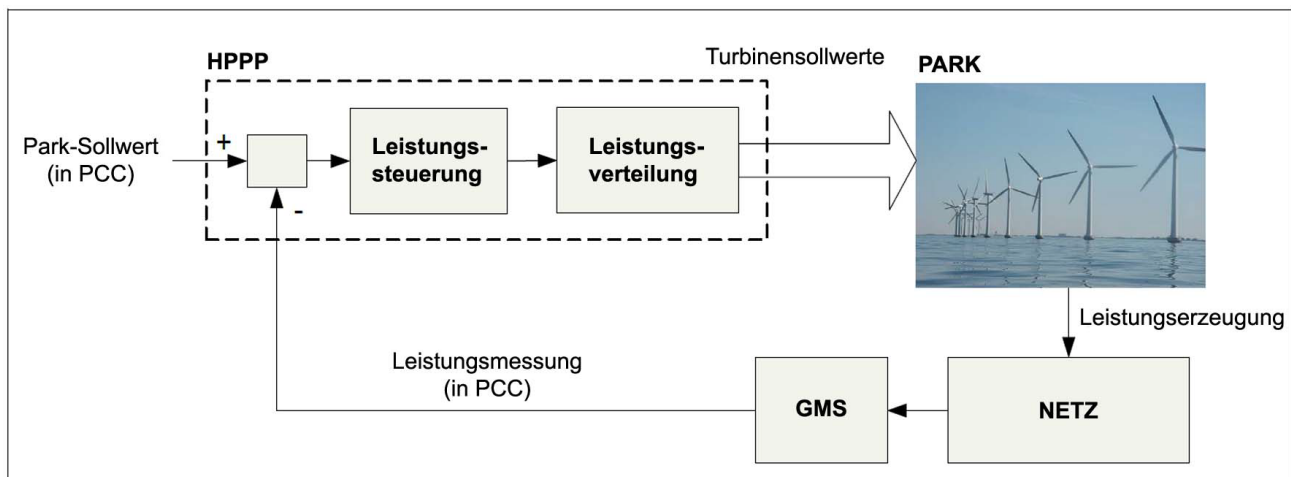 HPPP
Turbinensollwerte
PARK
Park-Sollwert
(in PCC)
+
-
Leistungs-
steuerung
Leistungs-
verteilung
Leistungserzeugung
Leistungsmessung
(in PCC)
GMS
NETZ